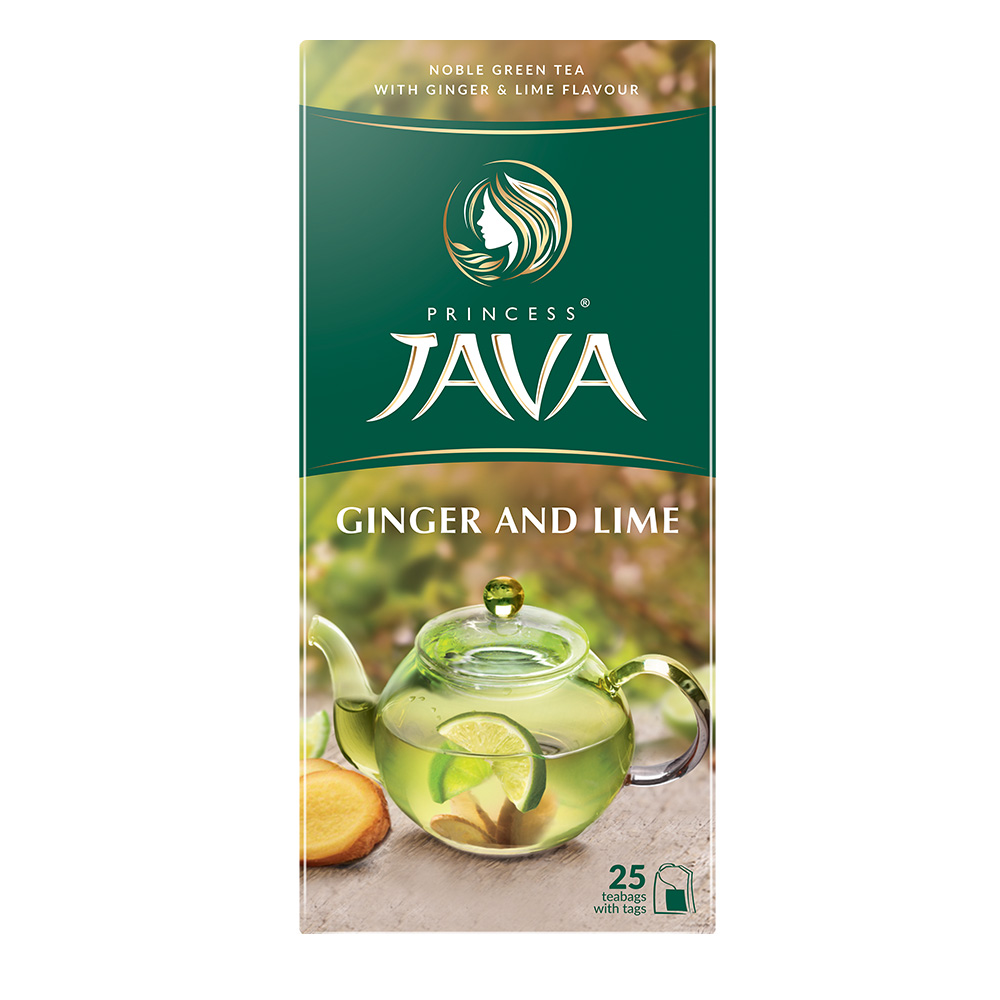 NOBLE GREEN TEA
WITH GINGER & LIME FLAVOUR
PRINCESS®
JAVA
GINGER AND LIME
25
teabags
with tags